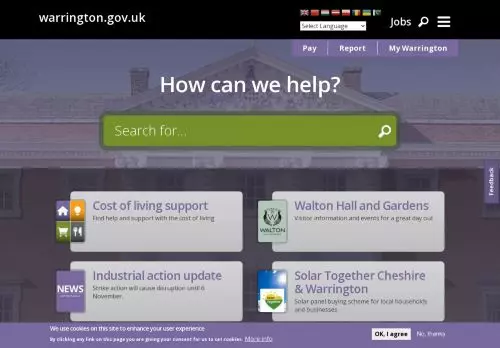 warrington.gov.uk
Select Language
Jobs
Pay
Report
My Warrington
How can we help?
Search for...
Feedback
Cost of living support
Find help and support with the cost of living
WALTON
Walton Hall and Gardens
Visitor information and events for a great day out
NEWS
Industrial action update
Strike action will cause disruption until 6
November.
Solar Together Cheshire
& Warrington
Solar panel buying scheme for local households
and businesses
We use cookies on this site to enhance your user experience
By clicking any link on this page you are giving your consent for us to set cookies. More info
OK, I agree
No, thanks